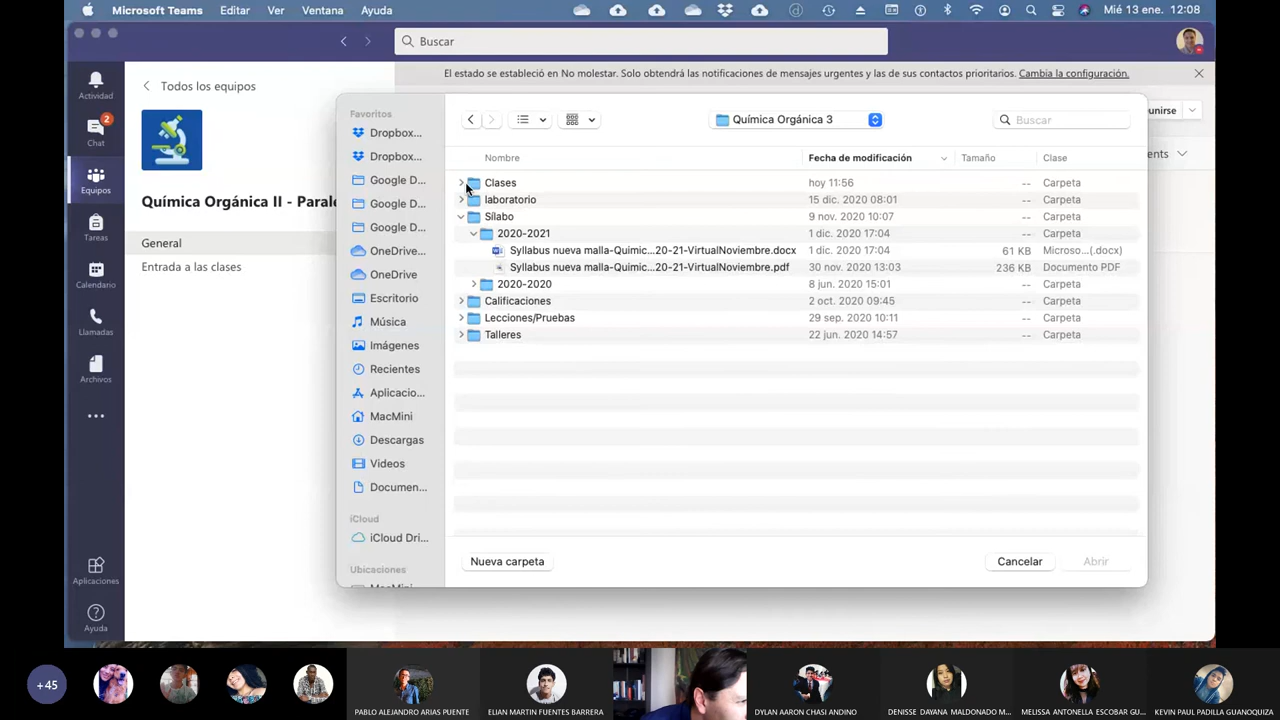 Microsoft Teams Editar Ver Ventana Ayuda Mié 13 ene. 12:08
Buscar
El estado se estableció en No molestar. Solo obtendrá las notificaciones de mensajes urgentes y las de sus contactos prioritarios. Cambia la configuración.
Actividad
2
Chat
Equipos
Tareas
Calendario
Llamadas
Archivos
Aplicaciones
Ayuda
Todos los equipos
Química Orgánica II - Parale
General
Entrada a las clases
unirse
ents
Favoritos
Dropbox...
Dropbox...
Google D...
Google D...
Google D...
OneDrive...
OneDrive
Escritorio
Música
Imágenes
Recientes
Aplicacio...
MacMini
Descargas
Videos
Documen...
iCloud
iCloud Dri...
Ubicaciones
MacMini
Química Orgánica 3
Buscar
Nombre Fecha de modificación Tamaño Clase
Clases hoy 11:56 -- Carpeta
laboratorio 15 dic. 2020 08:01 -- Carpeta
Sílabo 9 nov. 2020 10:07 -- Carpeta
2020-2021 1 dic. 2020 17:04 -- Carpeta
Syllabus nueva malla-Quimic...20-21-VirtualNoviembre.docx 1 dic. 2020 17:04 61 KB Microso...(.docx)
Syllabus nueva malla-Quimic...20-21-VirtualNoviembre.pdf 30 nov. 2020 13:03 236 KB Documento PDF
2020-2020 8 jun. 2020 15:01 -- Carpeta
Calificaciones 2 oct. 2020 09:45 -- Carpeta
Lecciones/Pruebas 29 sep. 2020 10:11 -- Carpeta
Talleres 22 jun. 2020 14:57 -- Carpeta
Nueva carpeta Cancelar Abrir
+45
PABLO ALEJANDRO ARIAS PUENTE
ELIAN MARTIN FUENTES BARRERA
DYLAN AARON CHASI ANDINO
DENISSE DAYANA MALDONADO M...
MELISSA ANTONELLA ESCOBAR GU...
KEVIN PAUL PADILLA GUANOQUIZA